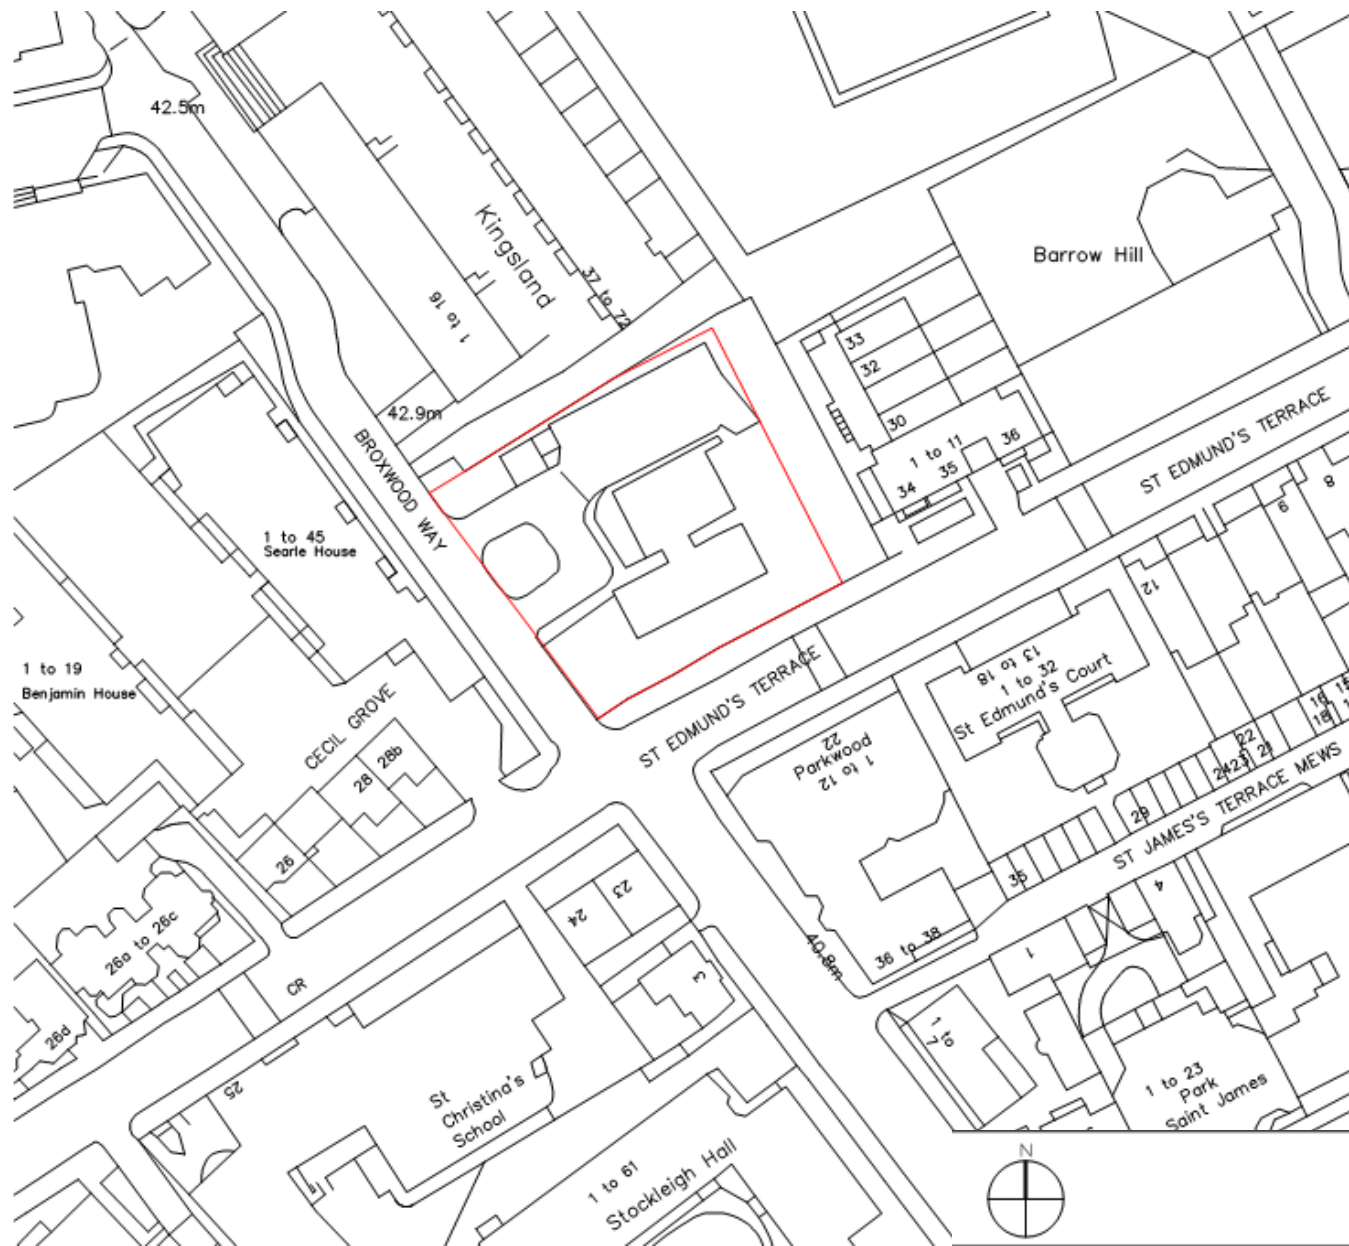 42.5m
Kingsland
37 to 72
1 to 16
Barrow Hill
33
32
30
1 to 11
36
35
34
42.9m
BROXWOOD WAY
ST EDMUND'S TERRACE
8
9
12
1 to 45
Searle House
1 to 19
Benjamin House
CECIL GROVE
28b
28
26
ST EDMUND'S TERRACE
13 to 18
1 to 32
St Edmund's Court
22
Parkwood
1 to 12
16
18
22
21
24
23
29
35
ST JAMES'S TERRACE MEWS
4
23
24
3
40.8m
36 to 38
1
1 to 7
26a to 26c
26d
CR
25
St
Christina's
School
1 to 61
Stockleigh Hall
1 to 23
Park
Saint James
N